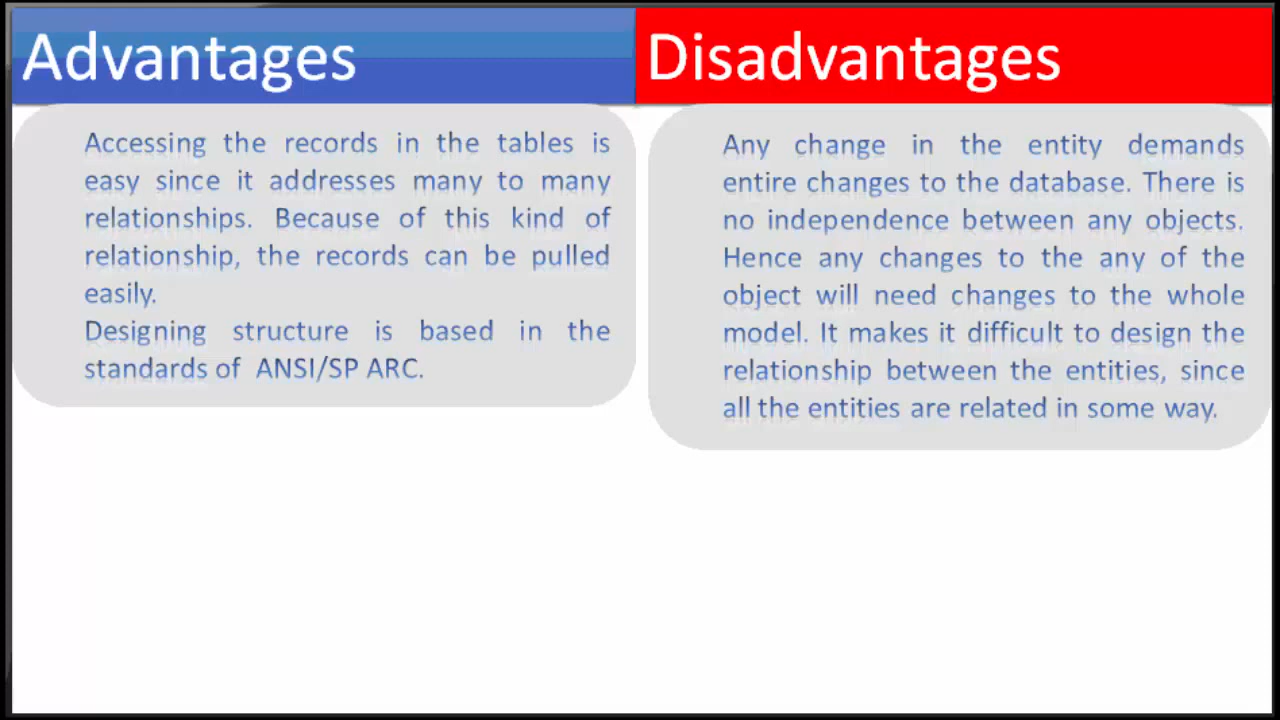 Advantages
Accessing the records in the tables is
easy since it addresses many to many
relationships. Because of this kind of
relationship, the records can be pulled
easily.
Designing structure is based in the
standards of ANSI/SP ARC.
Disadvantages
Any change in the entity demands
entire changes to the database. There is
no independence between any objects.
Hence any changes to the any of the
object will need changes to the whole
model. It makes it difficult to design the
relationship between the entities, since
all the entities are related in some way.